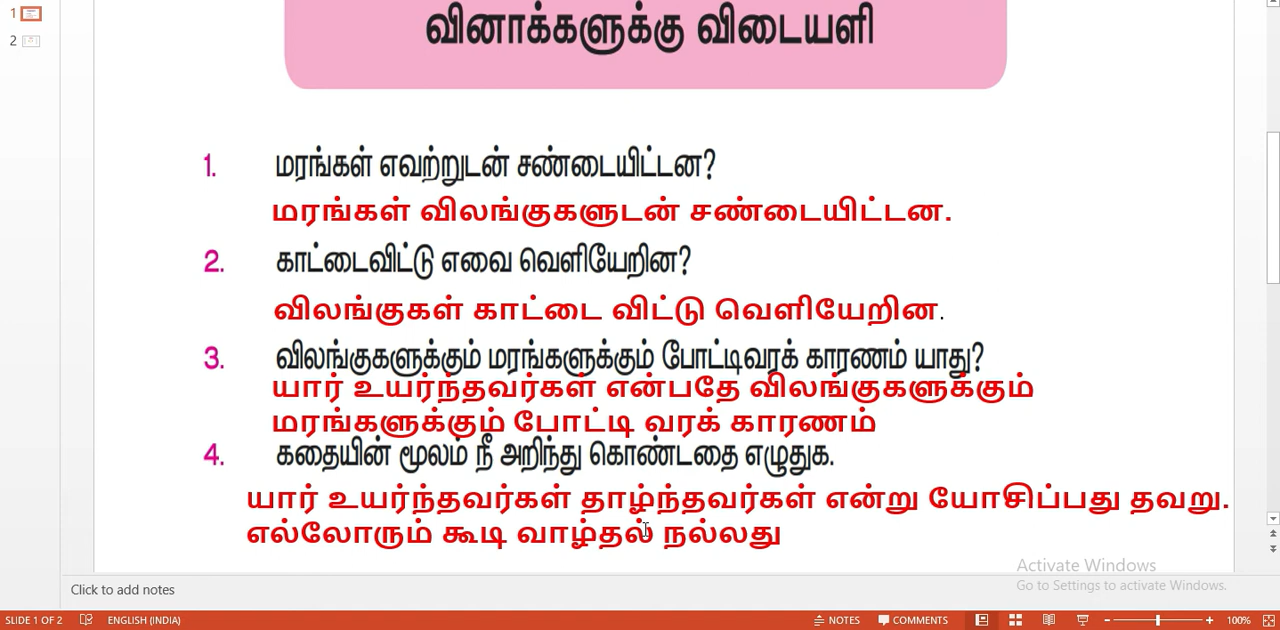 1
2
வினாக்களுக்கு விடையளி
1. மரங்கள் எவற்றுடன் சண்டையிட்டன?
மரங்கள் விலங்குகளுடன் சண்டையிட்டன.
2. காட்டைவிட்டு எவை வெளியேறின?
விலங்குகள் காட்டை விட்டு வெளியேறின.
3. விலங்குகளுக்கும் மரங்களுக்கும் போட்டிவரக் காரணம் யாது?
யார் உயர்ந்தவர்கள் என்பதே விலங்குகளுக்கும்
மரங்களுக்கும் போட்டி வரக் காரணம்
4. கதையின் மூலம் நீ அறிந்து கொண்டதை எழுதுக.
யார் உயர்ந்தவர்கள் தாழ்ந்தவர்கள் என்று யோசிப்பது தவறு.
எல்லோரும் கூடி வாழ்தல் நல்லது
Activate Windows
Go to Settings to activate Windows.
Click to add notes
SLIDE 1 OF 2 ENGLISH (INDIA) NOTES COMMENTS 100%